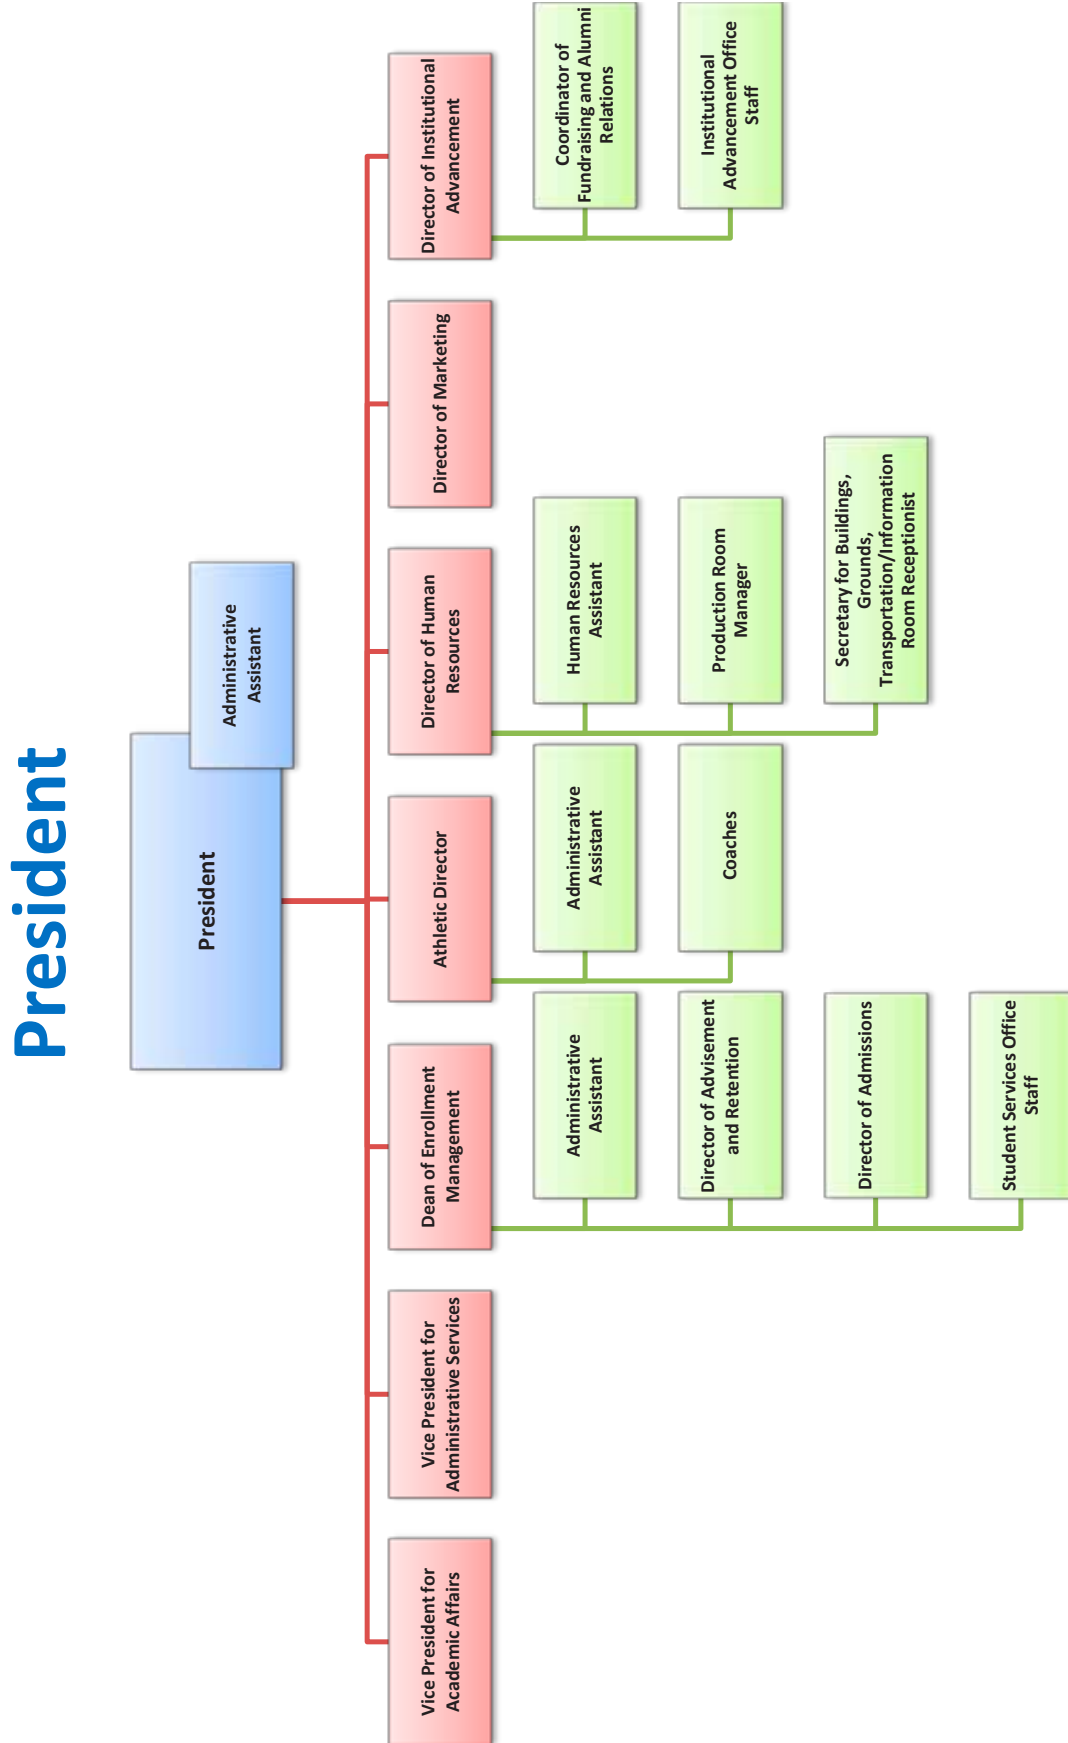 President
President
Administrative
Assistant
Vice President for
Academic Affairs
Vice President for
Administrative Services
Dean of Enrollment
Management
Athletic Director
Director of Human
Resources
Director of Marketing
Director of Institutional
Advancement
Administrative
Assistant
Director of Advisement
and Retention
Director of Admissions
Student Services Office
Staff
Administrative
Assistant
Coaches
Human Resources
Assistant
Production Room
Manager
Secretary for Buildings,
Grounds,
Transportation/Information
Room Receptionist
Coordinator of
Fundraising and Alumni
Relations
Institutional
Advancement Office
Staff